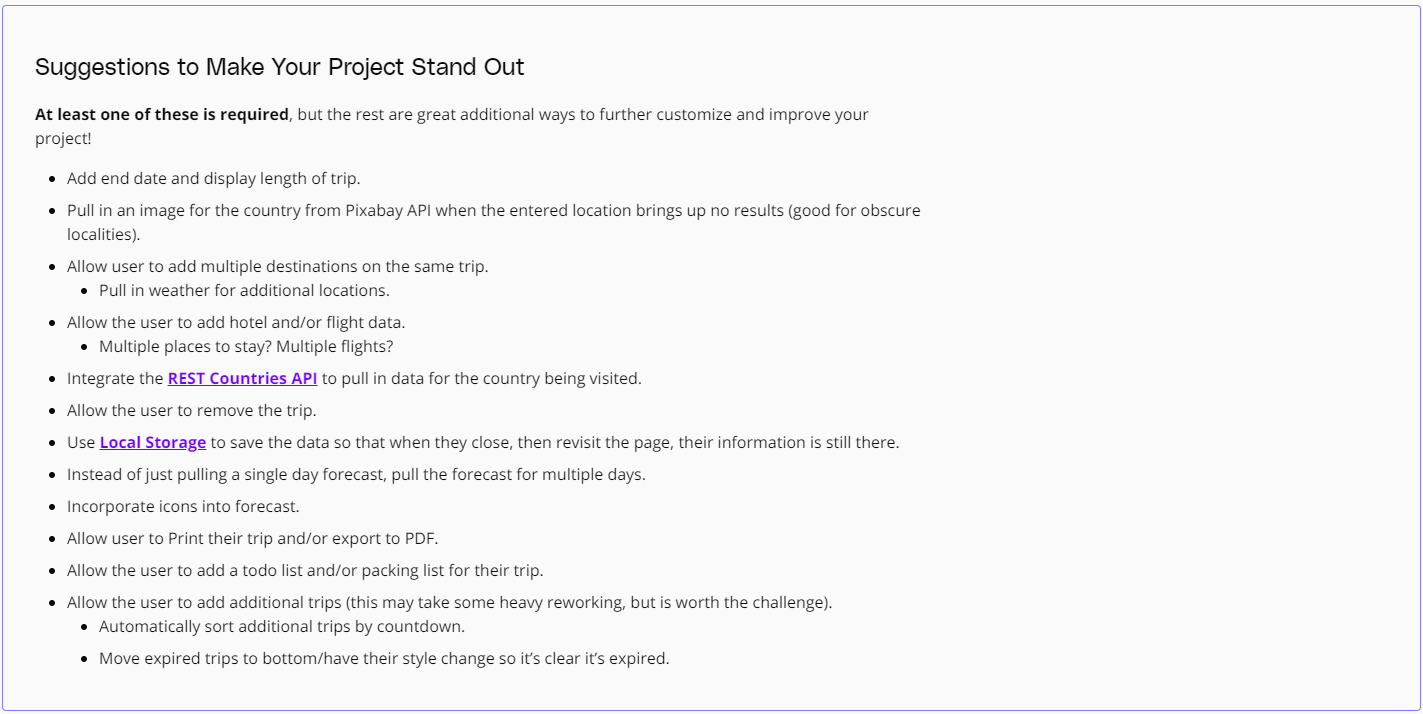 Suggestions to Make Your Project Stand Out
At least one of these is required, but the rest are great additional ways to further customize and improve your
project!
Add end date and display length of trip.
Pull in an image for the country from Pixabay API when the entered location brings up no results (good for obscure
localities).
Allow user to add multiple destinations on the same trip.
Pull in weather for additional locations.
Allow the user to add hotel and/or flight data.
Multiple places to stay? Multiple flights?
Integrate the REST Countries API to pull in data for the country being visited.
Allow the user to remove the trip.
Use Local Storage to save the data so that when they close, then revisit the page, their information is still there.
Instead of just pulling a single day forecast, pull the forecast for multiple days.
Incorporate icons into forecast.
Allow user to Print their trip and/or export to PDF.
Allow the user to add a todo list and/or packing list for their trip.
Allow the user to add additional trips (this may take some heavy reworking, but is worth the challenge).
Automatically sort additional trips by countdown.
Move expired trips to bottom/have their style change so it’s clear it’s expired.